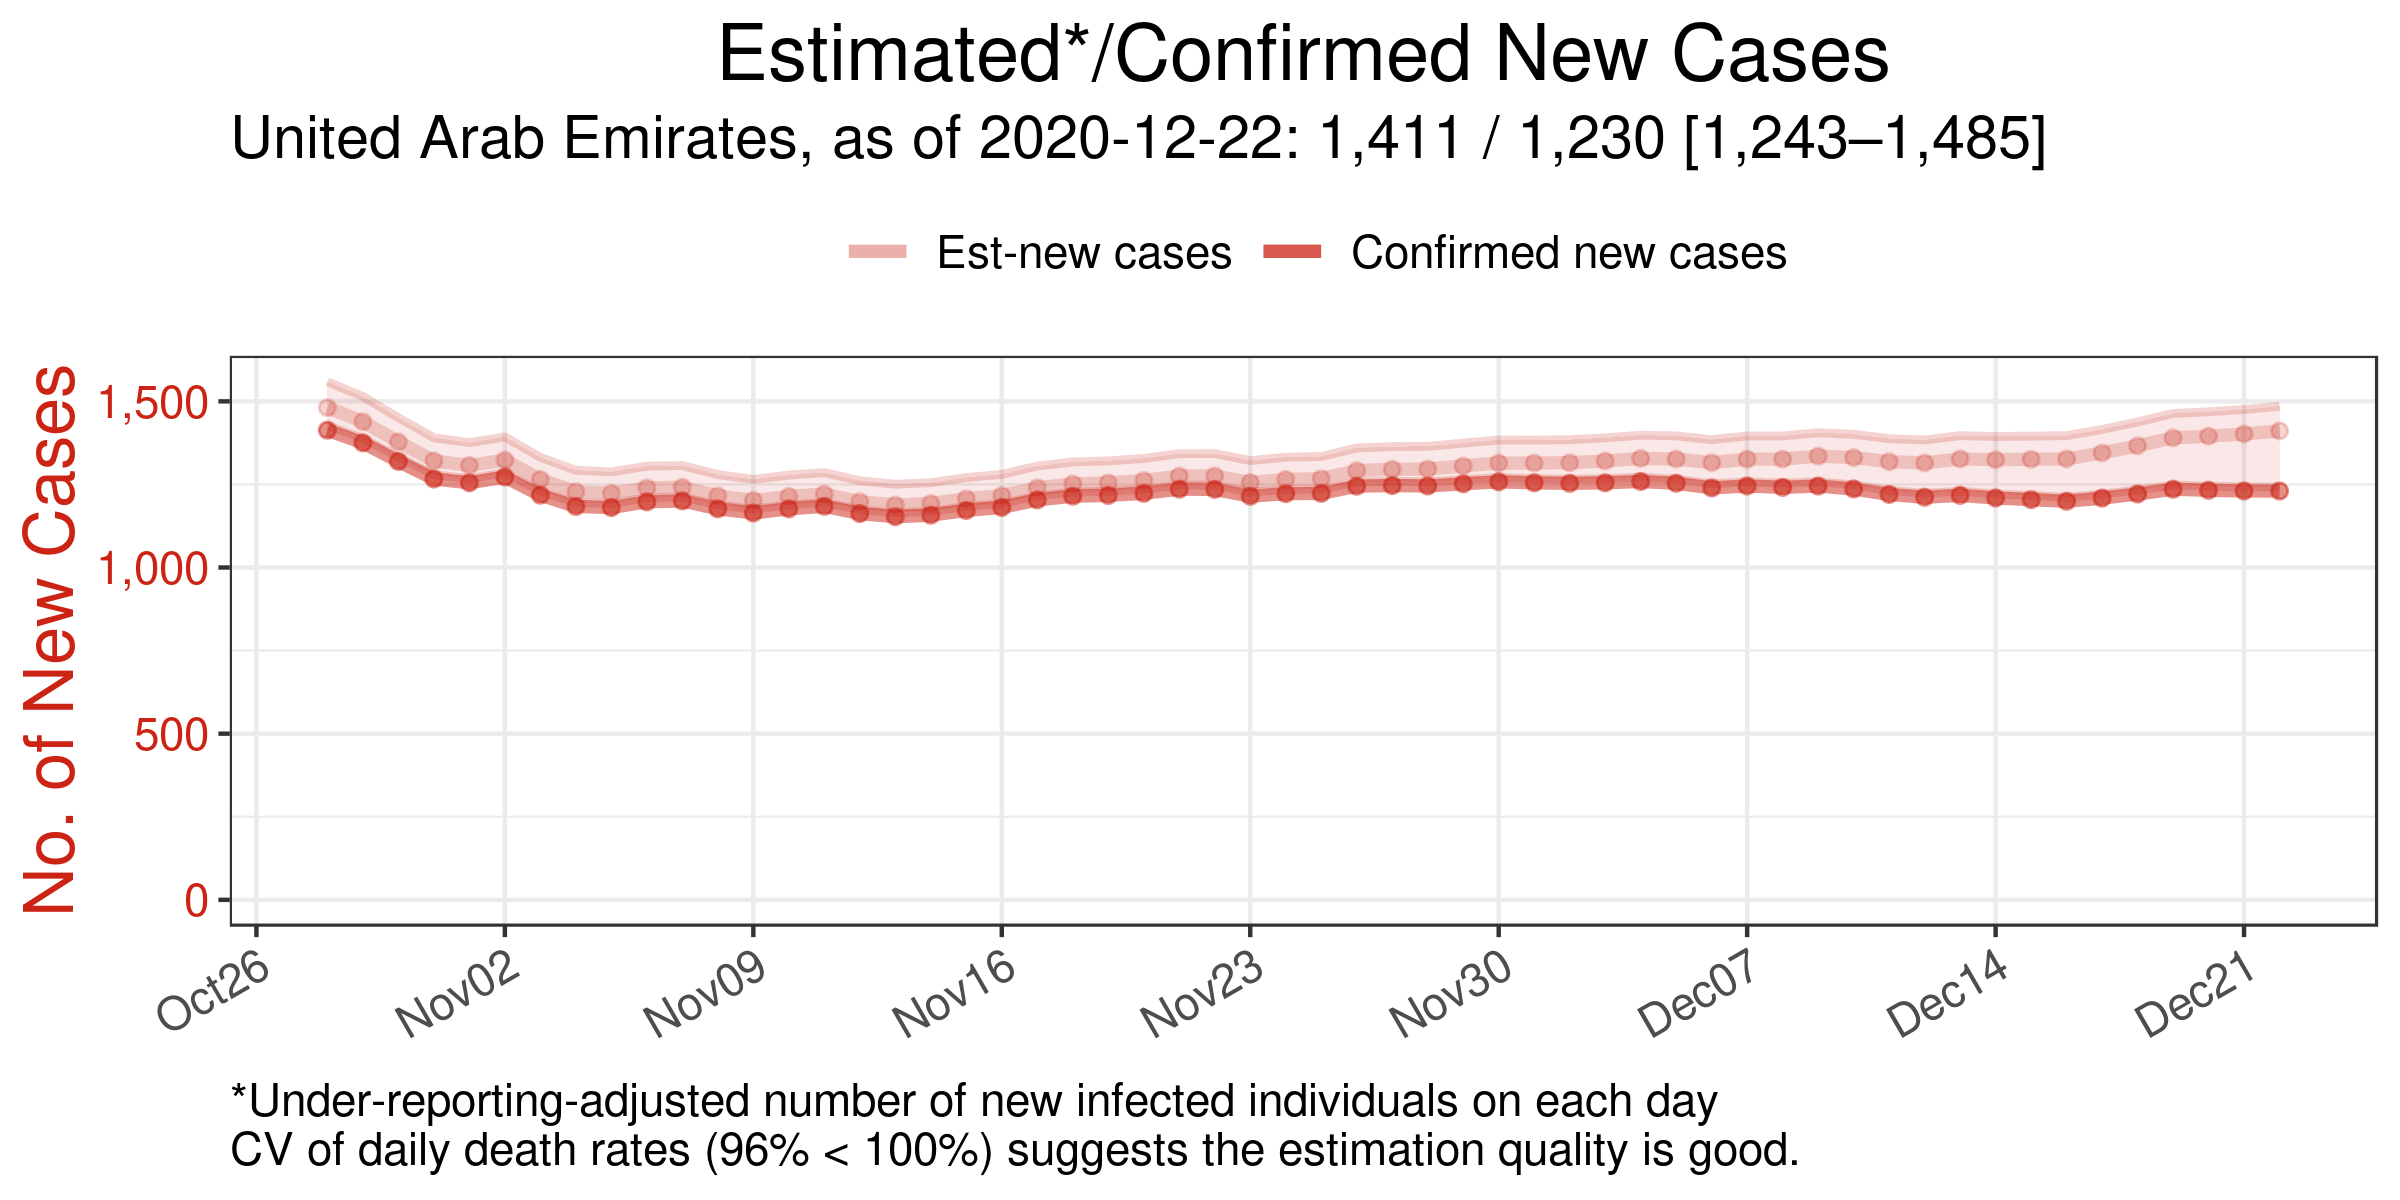 Estimated*/Confirmed New Cases
United Arab Emirates, as of 2020-12-22: 1,411 / 1,230 [1,243–1,485]
Est-new cases
Confirmed new cases
No. of New Cases
1,500
1,000
500
0
Oct26
Nov02
Nov09
Nov16
Nov23
Nov30
Dec07
Dec14
Dec21
*Under-reporting-adjusted number of new infected individuals on each day
CV of daily death rates (96% < 100%) suggests the estimation quality is good.